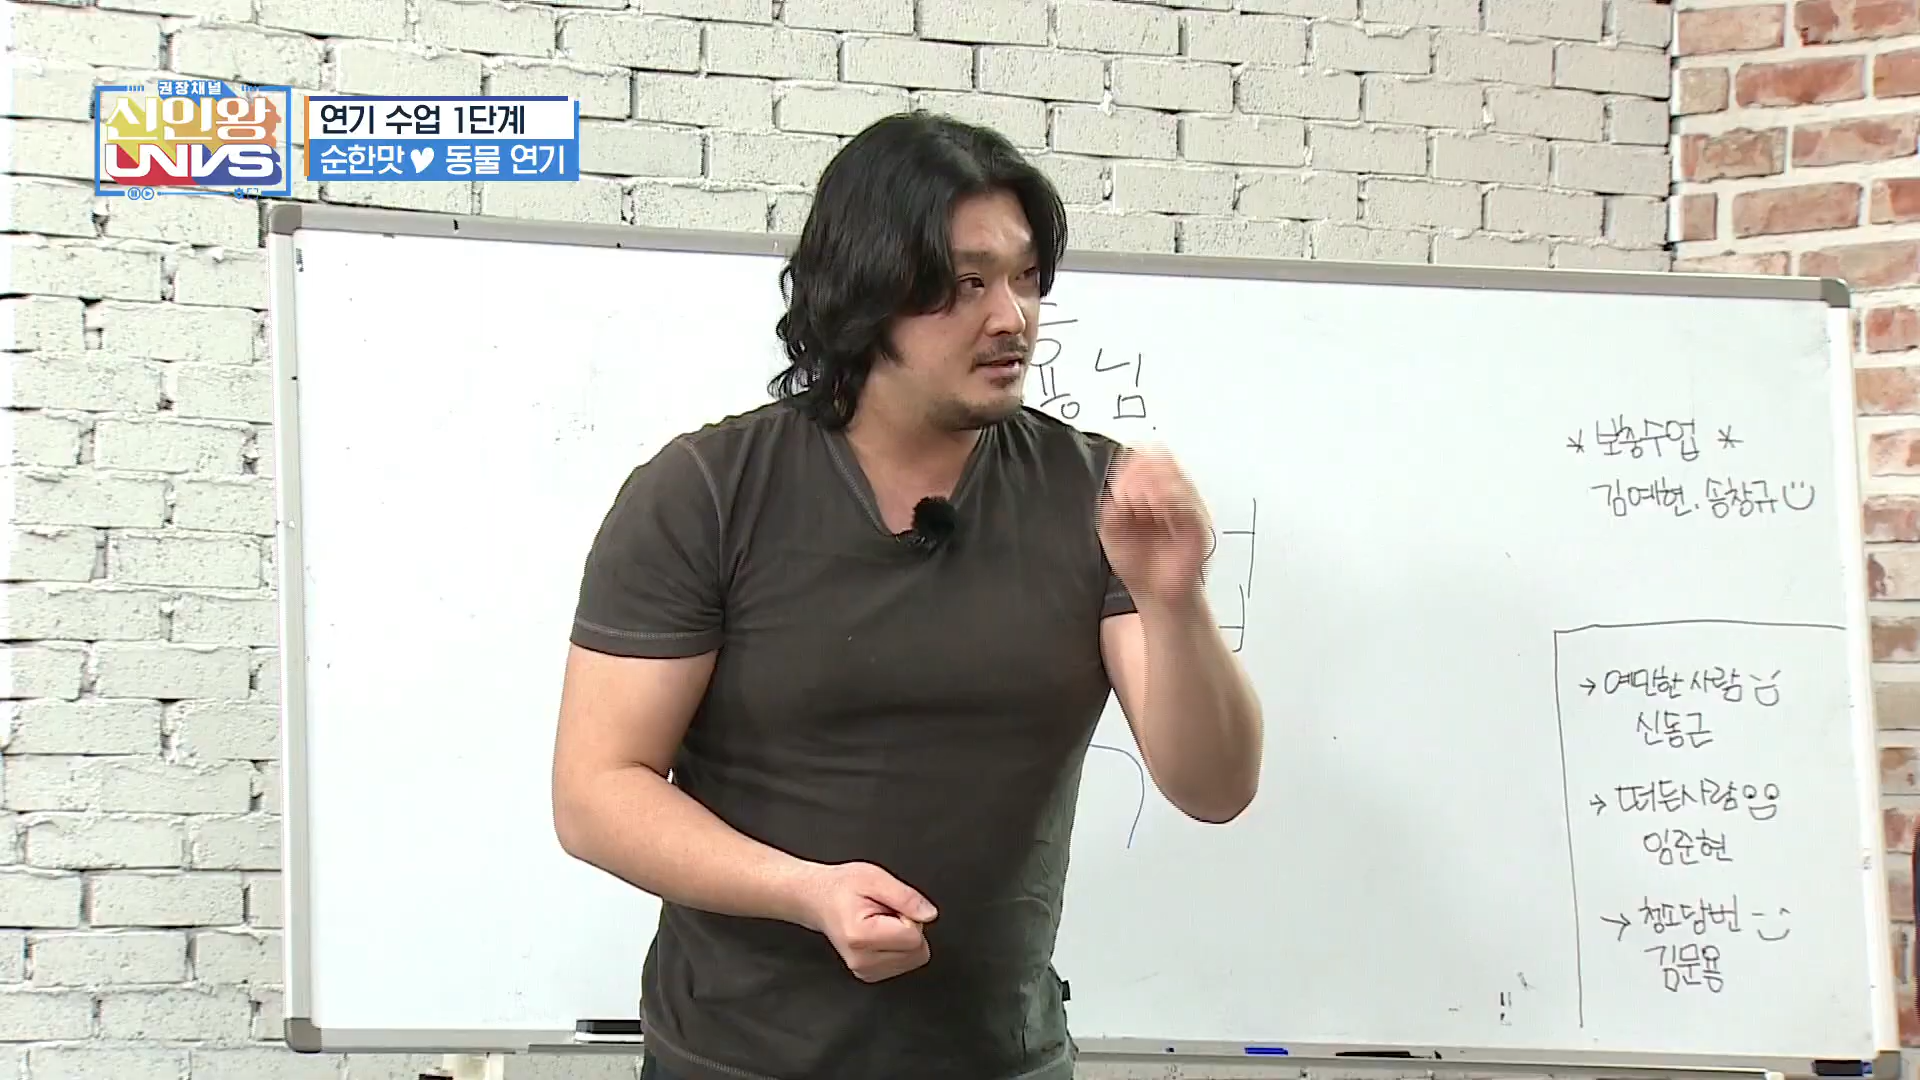 권장채널
신인왕
UNVS
연기 수업 1단계
순한맛♥ 동물 연기
용님
* 보충수업 *
김예현. 송창규
→ 예민한 사람
신동근
→ 떠든사람
임준현
→ 청소당번
김문용